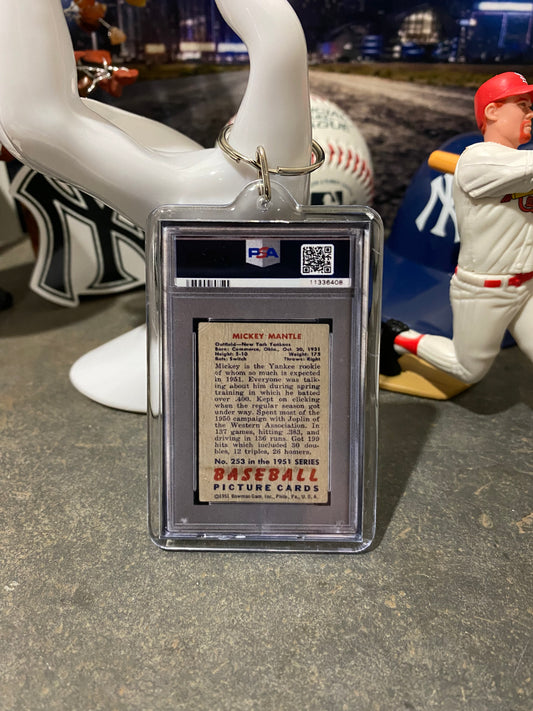 PSA
11336408
MICKEY MANTLE
Outfield—New York Yankees
Born: Commerce, Okla., Oct. 20, 1931
Height: 5-10 Weight: 175
Bats: Switch Throws: Right
Mickey is the Yankee rookie
of whom so much is expected
in 1951. Everyone was talk-
ing about him during spring
training in which he batted
over .400. Kept on clicking
when the regular season got
under way. Spent most of the
1950 campaign with Joplin of
the Western Association. In
137 games, hitting .383, and
driving in 136 runs. Got 199
hits which included 30 dou-
bles, 12 triples, 26 homers.
No. 253 in the 1951 SERIES
BASEBALL
PICTURE CARDS
©1951 Bowman Gum, Inc., Phila., Pa., U. S. A.
NY
NY